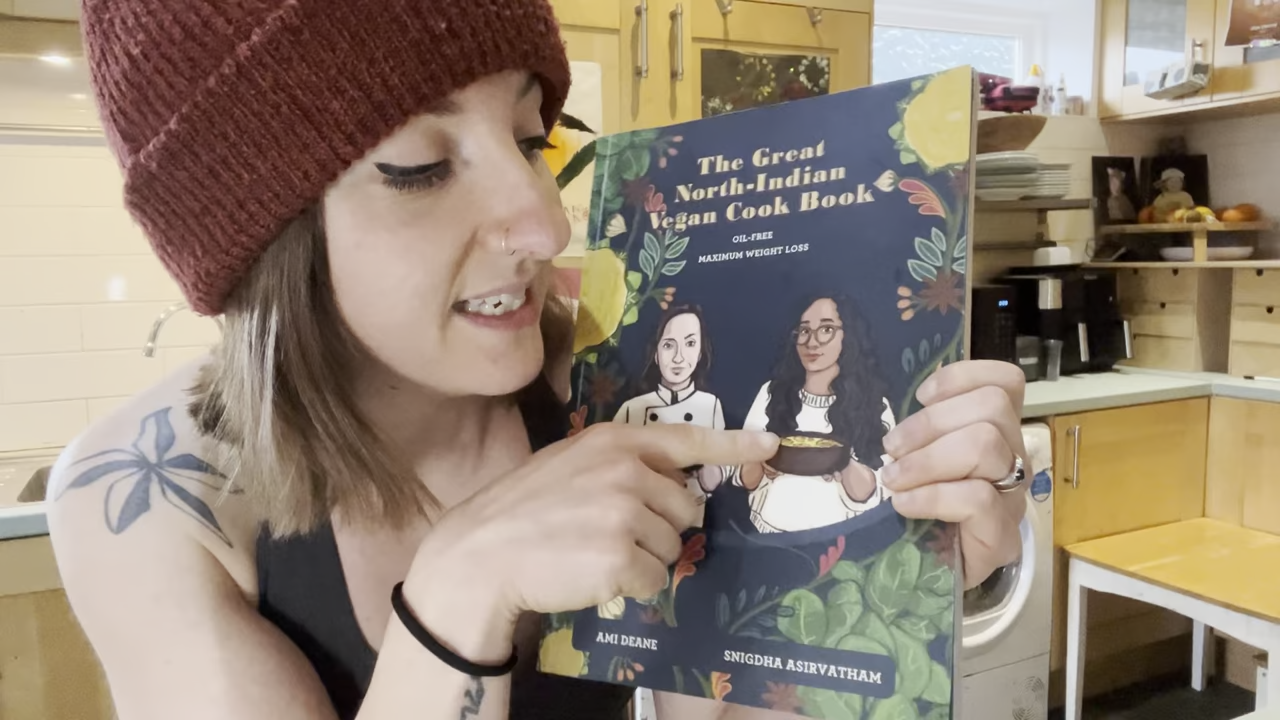 The Great
North-Indian
Vegan Cook Book
OIL-FREE
MAXIMUM WEIGHT LOSS
AMI DEANE
SNIGDHA ASIRVATHAM